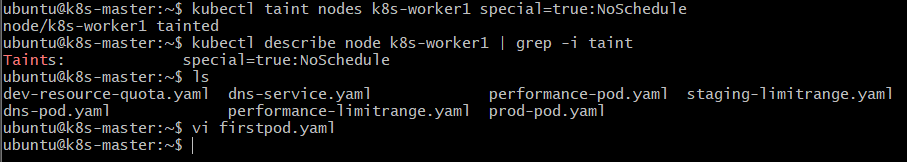 ubuntu@k8s-master:~$ kubectl taint nodes k8s-worker1 special=true:NoSchedule
node/k8s-worker1 tainted
ubuntu@k8s-master:~$ kubectl describe node k8s-worker1 | grep -i taint
Taints:             special=true:NoSchedule
ubuntu@k8s-master:~$ ls
dev-resource-quota.yaml  dns-service.yaml             performance-pod.yaml  staging-limitrange.yaml
dns-pod.yaml             performance-limitrange.yaml  prod-pod.yaml
ubuntu@k8s-master:~$ vi firstpod.yaml
ubuntu@k8s-master:~$